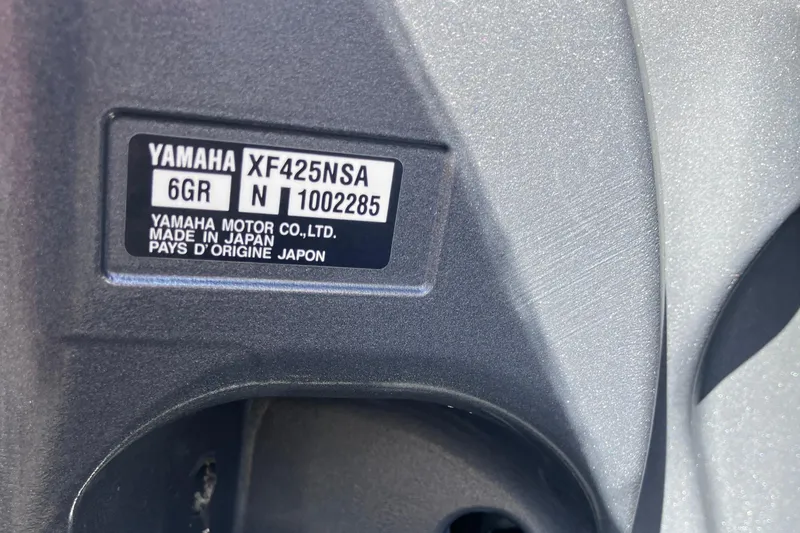 YAMAHA XF425NSA
6GR N 1002285
YAMAHA MOTOR CO.,LTD.
MADE IN JAPAN
PAYS D'ORIGINE JAPON